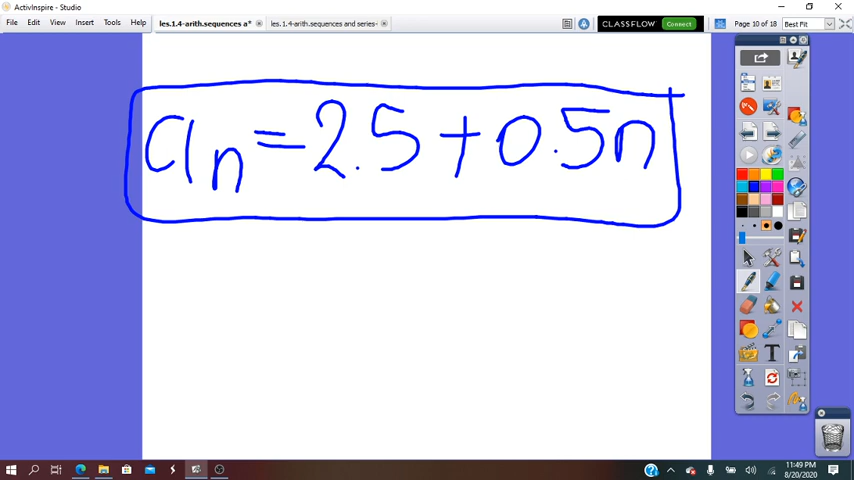 ActivInspire - Studio
File Edit View Insert Tools Help
les.1.4-arith.sequences a*
les.1.4-arith.sequences and series-
CLASSFLOW Connect
Page 10 of 18
Best Fit
aₙ = 2.5 + 0.5n
11:49 PM
8/20/2020